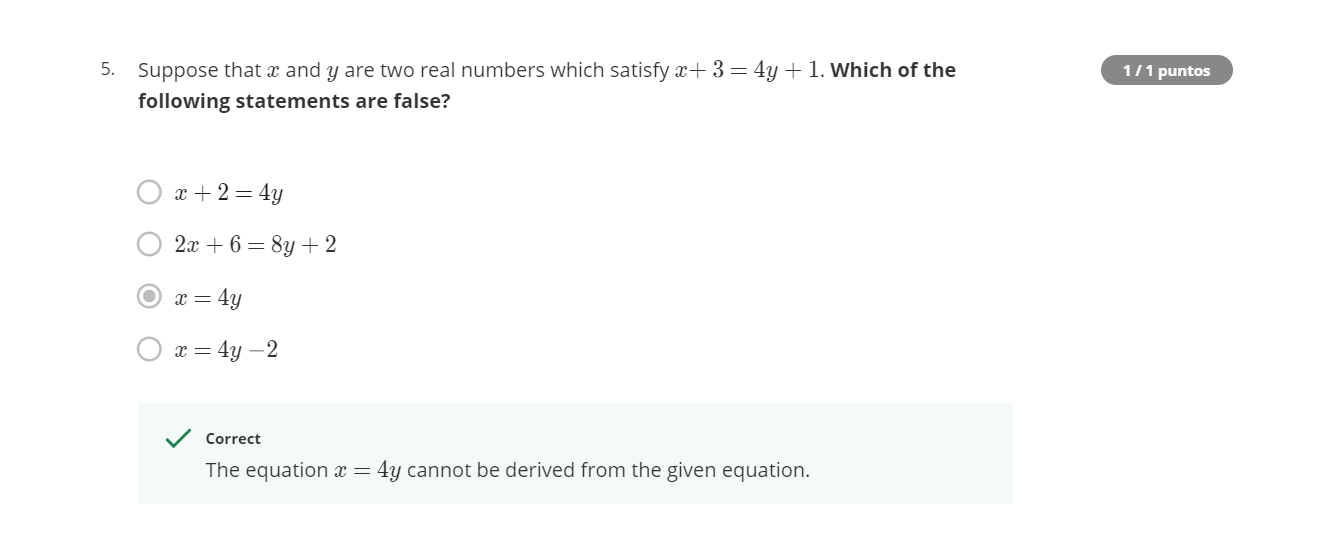 5. Suppose that x and y are two real numbers which satisfy x+ 3 = 4y + 1. Which of the
1 / 1 puntos
following statements are false?
x + 2 = 4y
2x + 6 = 8y + 2
x = 4y
x = 4y −2
Correct
The equation x = 4y cannot be derived from the given equation.